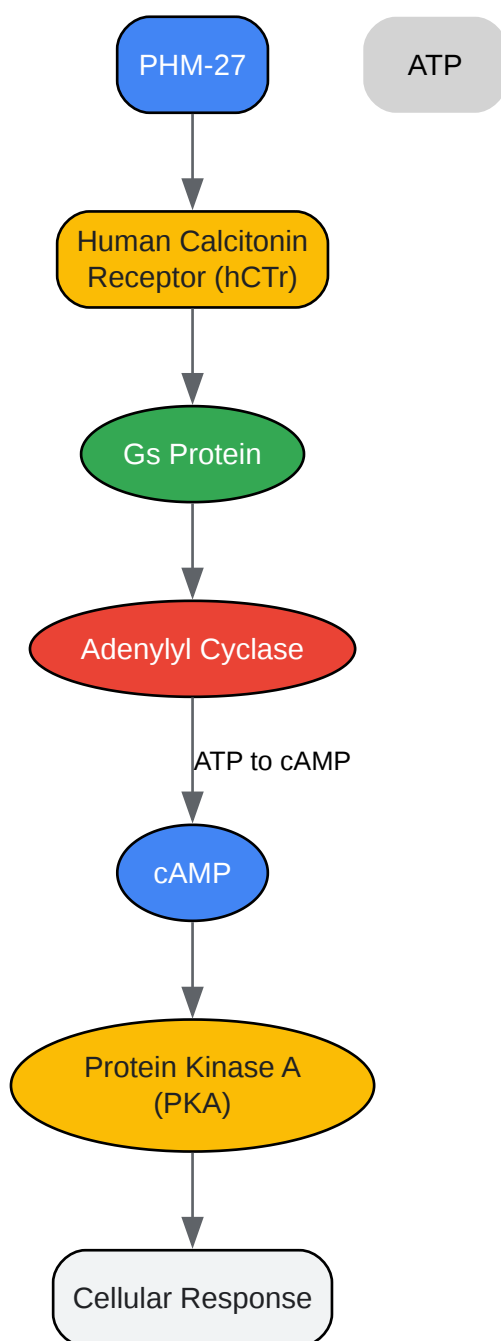 PHM-27
ATP
Human Calcitonin
Receptor (hCTr)
Gs Protein
Adenylyl Cyclase
ATP to cAMP
cAMP
Protein Kinase A
(PKA)
Cellular Response